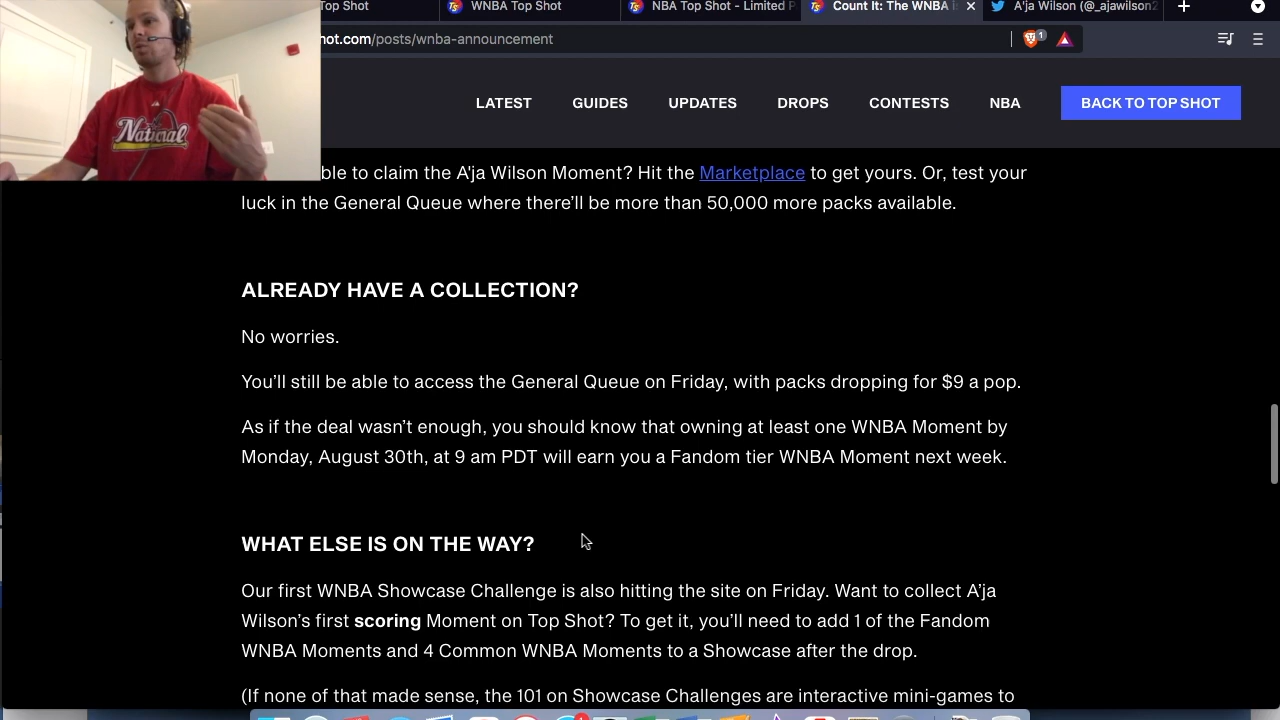 Top Shot
WNBA Top Shot
NBA Top Shot - Limited P
Count It: The WNBA is
A'ja Wilson (@_ajawilson2
hot.com/posts/wnba-announcement
1
LATEST
GUIDES
UPDATES
DROPS
CONTESTS
NBA
BACK TO TOP SHOT
National
ble to claim the A'ja Wilson Moment? Hit the Marketplace to get yours. Or, test your
luck in the General Queue where there'll be more than 50,000 more packs available.
ALREADY HAVE A COLLECTION?
No worries.
You'll still be able to access the General Queue on Friday, with packs dropping for $9 a pop.
As if the deal wasn't enough, you should know that owning at least one WNBA Moment by
Monday, August 30th, at 9 am PDT will earn you a Fandom tier WNBA Moment next week.
WHAT ELSE IS ON THE WAY?
Our first WNBA Showcase Challenge is also hitting the site on Friday. Want to collect A'ja
Wilson's first scoring Moment on Top Shot? To get it, you'll need to add 1 of the Fandom
WNBA Moments and 4 Common WNBA Moments to a Showcase after the drop.
(If none of that made sense, the 101 on Showcase Challenges are interactive mini-games to